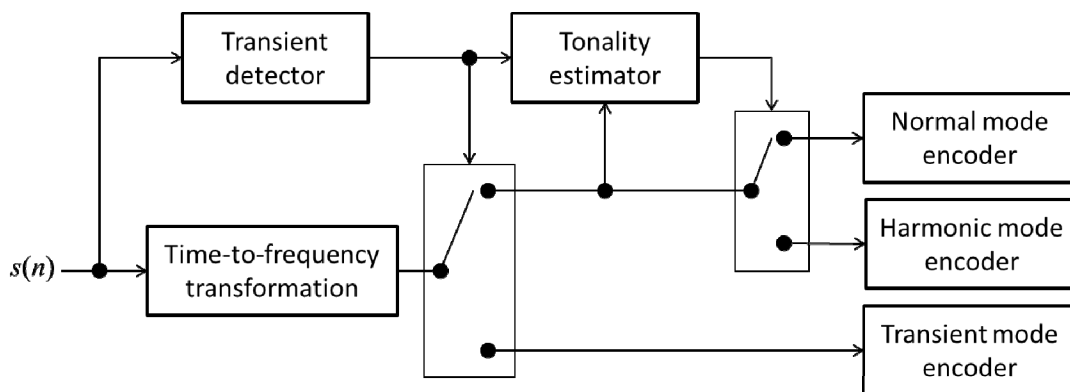 Transient
detector
Tonality
estimator
Normal mode
encoder
s(n)
Time-to-frequency
transformation
Harmonic mode
encoder
Transient mode
encoder